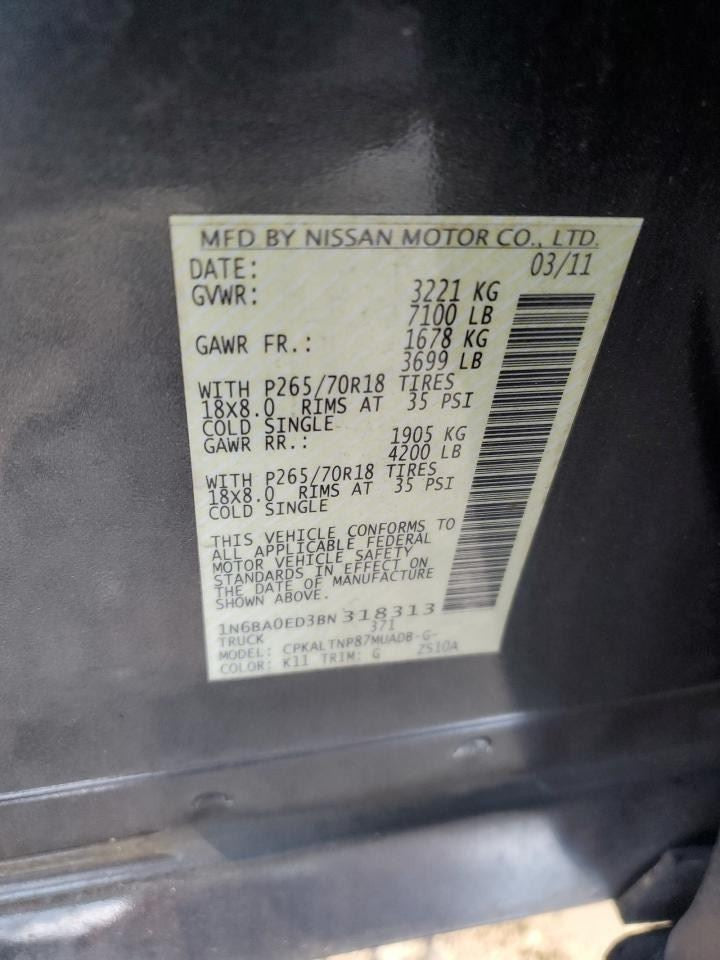 MFD BY NISSAN MOTOR CO., LTD.
DATE: 03/11
GVWR: 3221 KG
7100 LB
GAWR FR.: 1678 KG
3699 LB
WITH P265/70R18 TIRES
18X8.0 RIMS AT 35 PSI
COLD SINGLE
GAWR RR.: 1905 KG
4200 LB
WITH P265/70R18 TIRES
18X8.0 RIMS AT 35 PSI
COLD SINGLE
THIS VEHICLE CONFORMS TO
ALL APPLICABLE FEDERAL
MOTOR VEHICLE SAFETY
STANDARDS IN EFFECT ON
THE DATE OF MANUFACTURE
SHOWN ABOVE.
1N6BA0ED3BN318313
TRUCK 371
MODEL: CPKALTNP87MUADB-G-
COLOR: K11 TRIM: G ZS10A